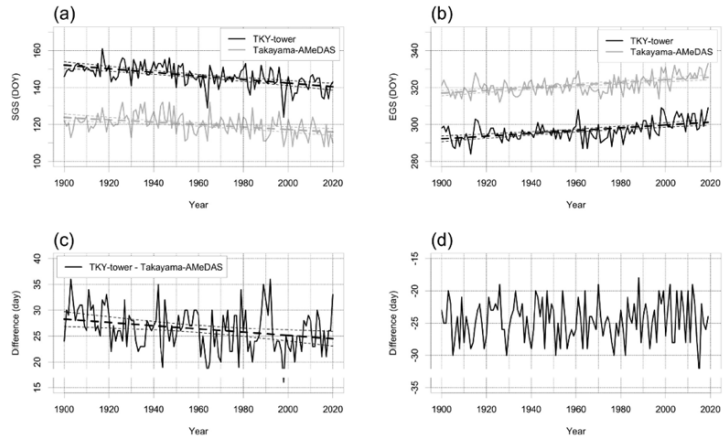 (a)
TKY-tower
Takayama-AMeDAS
SGS (DOY)
160
140
120
100
1900 1920 1940 1960 1980 2000 2020
Year
(b)
TKY-tower
Takayama-AMeDAS
EGS (DOY)
340
320
300
280
1900 1920 1940 1960 1980 2000 2020
Year
(c)
TKY-tower - Takayama-AMeDAS
Difference (day)
40
35
30
25
20
15
1900 1920 1940 1960 1980 2000 2020
Year
(d)
Difference (day)
-15
-20
-25
-30
-35
1900 1920 1940 1960 1980 2000 2020
Year